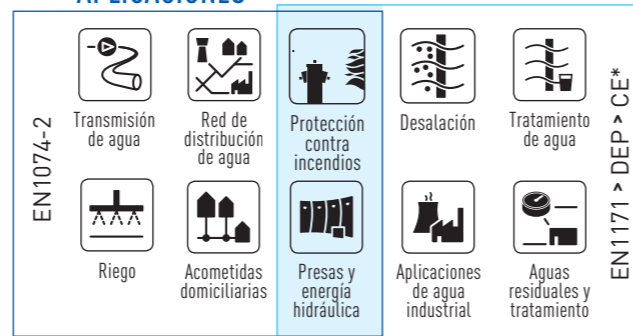 APLICACIONES
EN1074-2
Transmisión
de agua
Red de
distribución
de agua
Protección
contra
incendios
Desalación
Tratamiento
de agua
Riego
Acometidas
domiciliarias
Presas y
energía
hidráulica
Aplicaciones
de agua
industrial
Aguas
residuales y
tratamiento
EN1171 > DEP > CE*